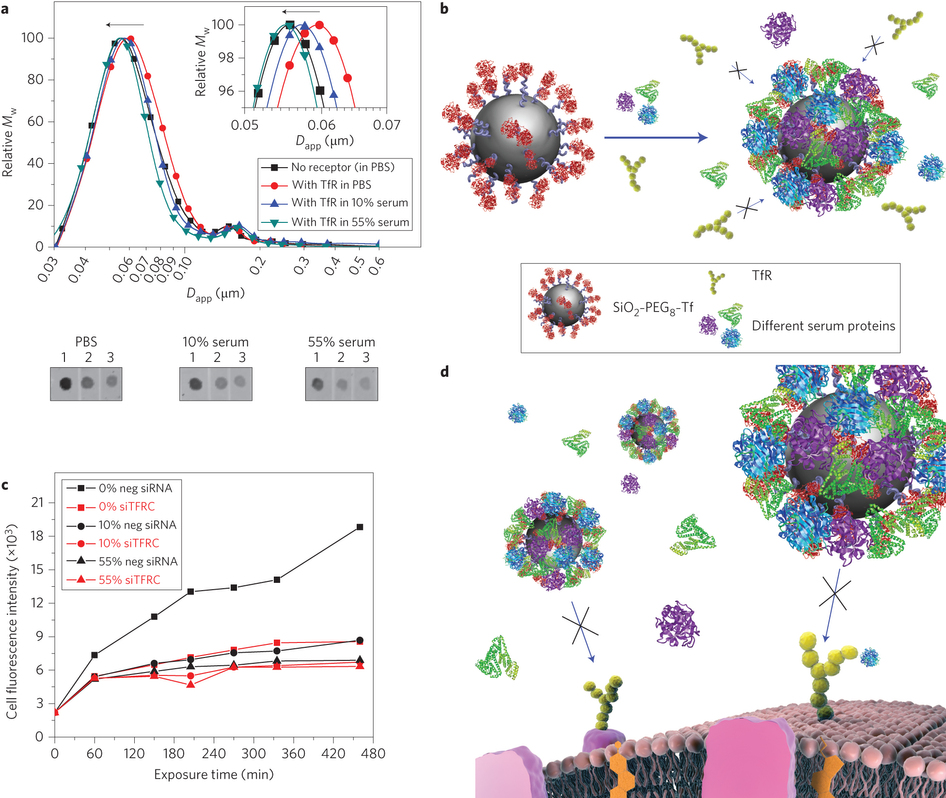 a
Relative Mw
100
80
60
40
20
0
0.03
0.04
0.06
0.07
0.08
0.09
0.10
0.2
0.3
0.4
0.5
0.6
Dapp (μm)
Relative Mw
100
99
98
97
96
0.05
0.06
0.07
Dapp (μm)
No receptor (in PBS)
With TfR in PBS
With TfR in 10% serum
With TfR in 55% serum
PBS
1 2 3
10% serum
1 2 3
55% serum
1 2 3
b
SiO2-PEG8-Tf
TfR
Different serum proteins
c
Cell fluorescence intensity (×10³)
21
18
15
12
9
6
3
0
0% neg siRNA
0% siTFRC
10% neg siRNA
10% siTFRC
55% neg siRNA
55% siTFRC
0 60 120 180 240 300 360 420 480
Exposure time (min)
d